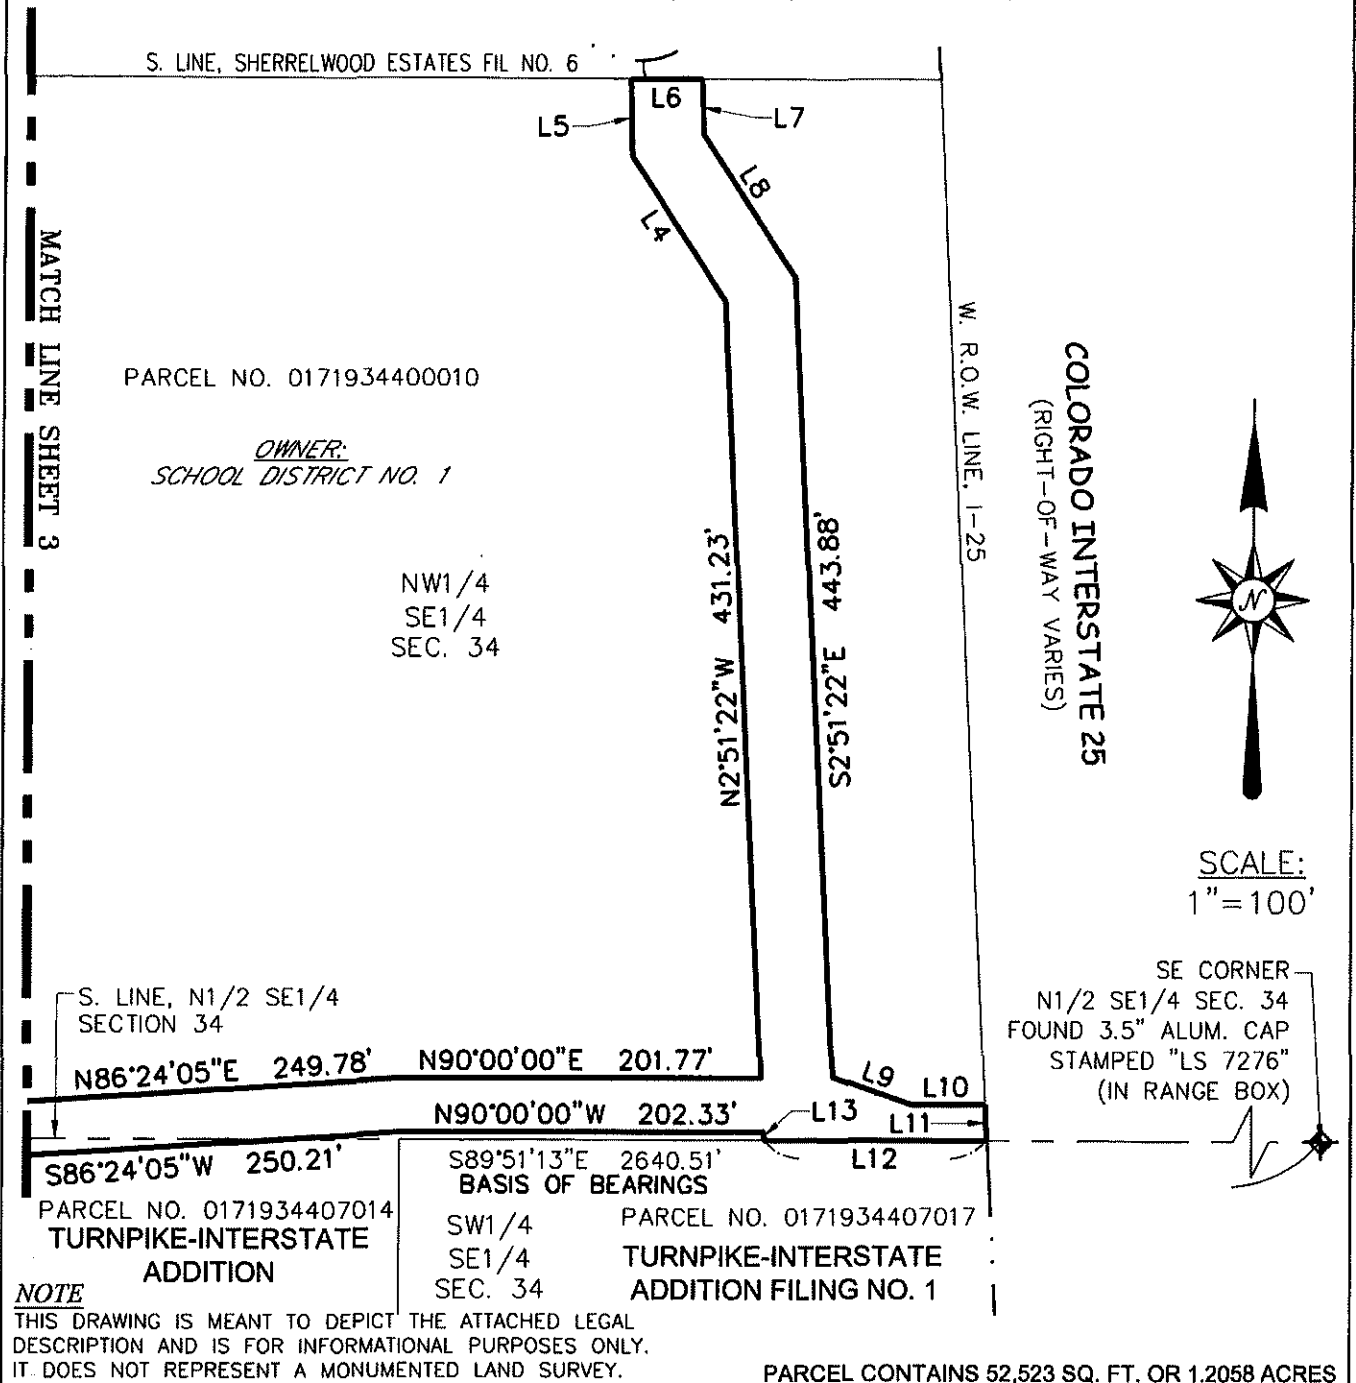 S. LINE, SHERRELWOOD ESTATES FIL NO. 6
L6
L5
L7
L8
L4
MATCH LINE SHEET 3
W. R.O.W. LINE, I-25
COLORADO INTERSTATE 25
(RIGHT-OF-WAY VARIES)
PARCEL NO. 0171934400010
OWNER:
SCHOOL DISTRICT NO. 1
NW1/4
SE1/4
SEC. 34
N2°51'22"W 431.23'
S2°51'22"E 443.88'
N
SCALE:
1"=100'
SE CORNER
N1/2 SE1/4 SEC. 34
FOUND 3.5" ALUM. CAP
STAMPED "LS 7276"
(IN RANGE BOX)
S. LINE, N1/2 SE1/4
SECTION 34
N86°24'05"E 249.78'
N90°00'00"E 201.77'
L9
L10
N90°00'00"W 202.33'
L13
L11
L12
S86°24'05"W 250.21'
S89°51'13"E 2640.51'
BASIS OF BEARINGS
PARCEL NO. 0171934407014
TURNPIKE-INTERSTATE
ADDITION
SW1/4
SE1/4
SEC. 34
PARCEL NO. 0171934407017
TURNPIKE-INTERSTATE
ADDITION FILING NO. 1
NOTE
THIS DRAWING IS MEANT TO DEPICT THE ATTACHED LEGAL
DESCRIPTION AND IS FOR INFORMATIONAL PURPOSES ONLY.
IT DOES NOT REPRESENT A MONUMENTED LAND SURVEY.
PARCEL CONTAINS 52,523 SQ. FT. OR 1.2058 ACRES